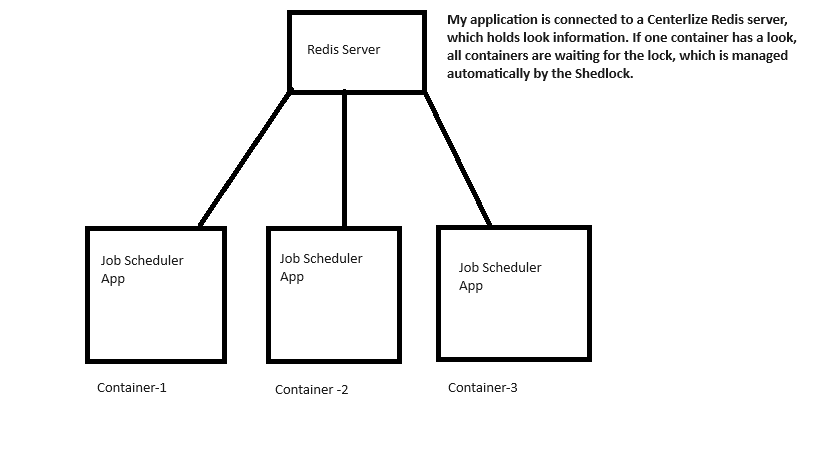 My application is connected to a Centerlize Redis server,
which holds look information. If one container has a look,
all containers are waiting for the lock, which is managed
automatically by the Shedlock.
Redis Server
Job Scheduler
App
Job Scheduler
App
Job Scheduler
App
Container-1
Container -2
Container-3